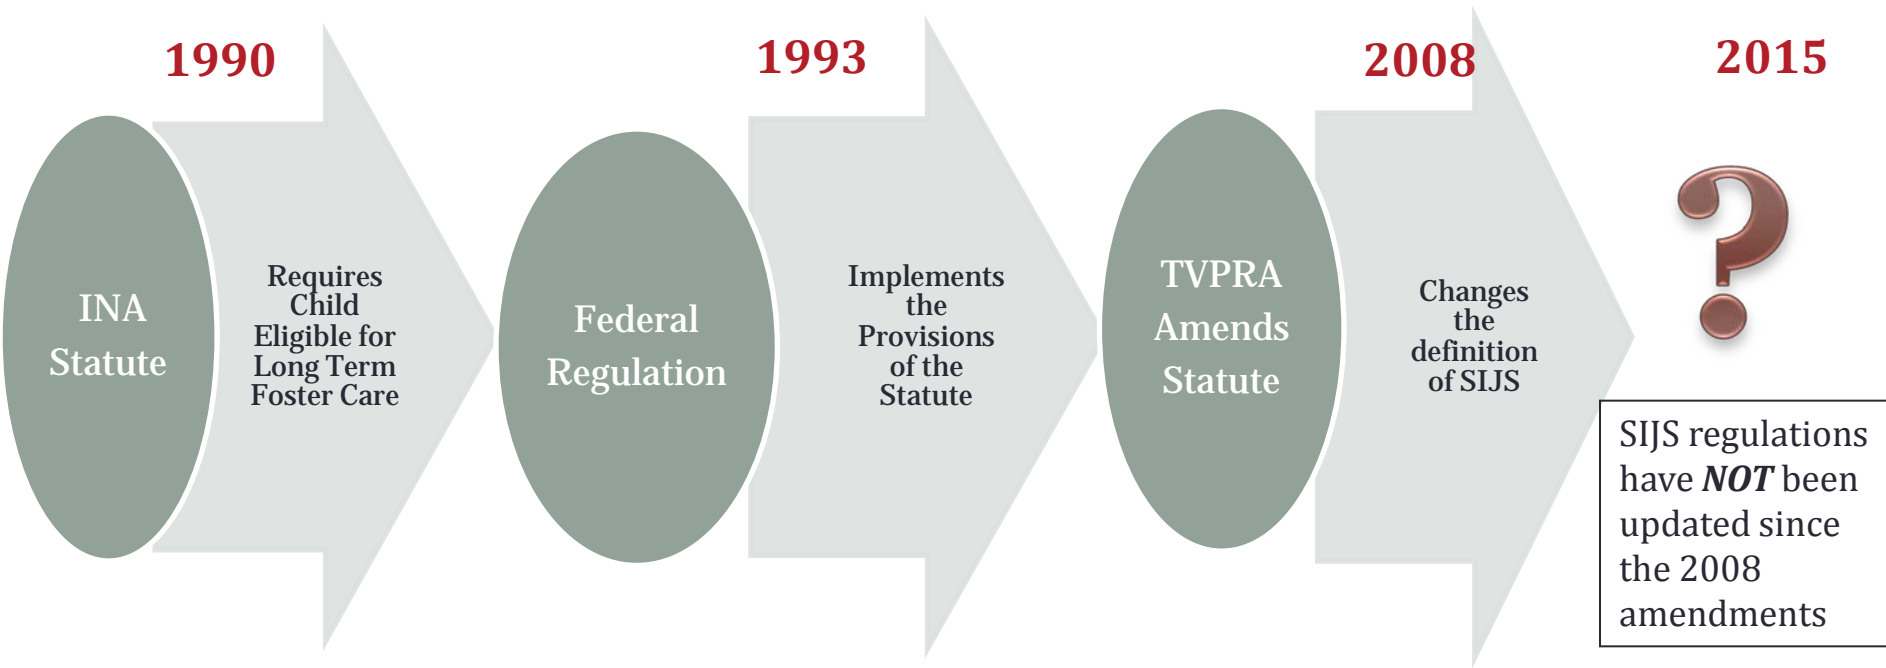 1990
INA
Statute
Requires
Child
Eligible for
Long Term
Foster Care
1993
Federal
Regulation
Implements
the
Provisions
of the
Statute
2008
TVPRA
Amends
Statute
Changes
the
definition
of SIJS
2015
?
SIJS regulations
have NOT been
updated since
the 2008
amendments